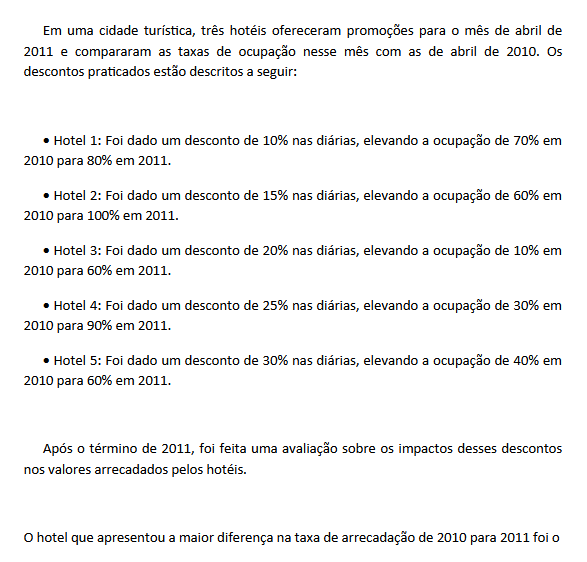 Em uma cidade turística, três hotéis ofereceram promoções para o mês de abril de
2011 e compararam as taxas de ocupação nesse mês com as de abril de 2010. Os
descontos praticados estão descritos a seguir:
• Hotel 1: Foi dado um desconto de 10% nas diárias, elevando a ocupação de 70% em
2010 para 80% em 2011.
• Hotel 2: Foi dado um desconto de 15% nas diárias, elevando a ocupação de 60% em
2010 para 100% em 2011.
• Hotel 3: Foi dado um desconto de 20% nas diárias, elevando a ocupação de 10% em
2010 para 60% em 2011.
• Hotel 4: Foi dado um desconto de 25% nas diárias, elevando a ocupação de 30% em
2010 para 90% em 2011.
• Hotel 5: Foi dado um desconto de 30% nas diárias, elevando a ocupação de 40% em
2010 para 60% em 2011.
Após o término de 2011, foi feita uma avaliação sobre os impactos desses descontos
nos valores arrecadados pelos hotéis.
O hotel que apresentou a maior diferença na taxa de arrecadação de 2010 para 2011 foi o